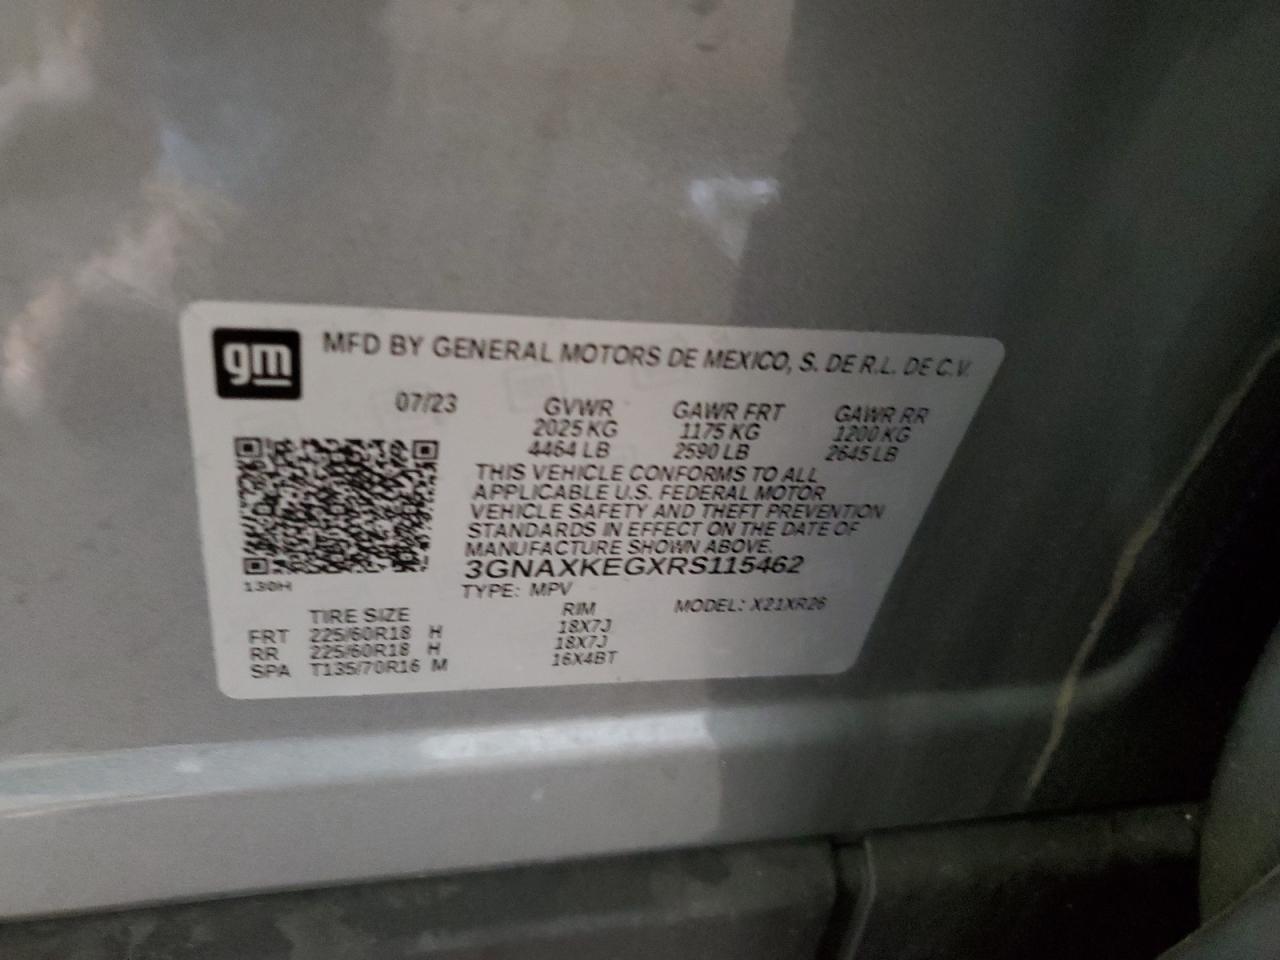 gm
MFD BY GENERAL MOTORS DE MEXICO, S. DE R.L. DE C.V.
07/23 GVWR GAWR FRT GAWR RR
2025 KG 1175 KG 1200 KG
4464 LB 2590 LB 2645 LB
THIS VEHICLE CONFORMS TO ALL
APPLICABLE U.S. FEDERAL MOTOR
VEHICLE SAFETY AND THEFT PREVENTION
STANDARDS IN EFFECT ON THE DATE OF
MANUFACTURE SHOWN ABOVE.
3GNAXKEGXRS115462
130H
TYPE: MPV MODEL: X21XR26
TIRE SIZE RIM
FRT 225/60R18 H 18X7J
RR 225/60R18 H 18X7J
SPA T135/70R16 M 16X4BT